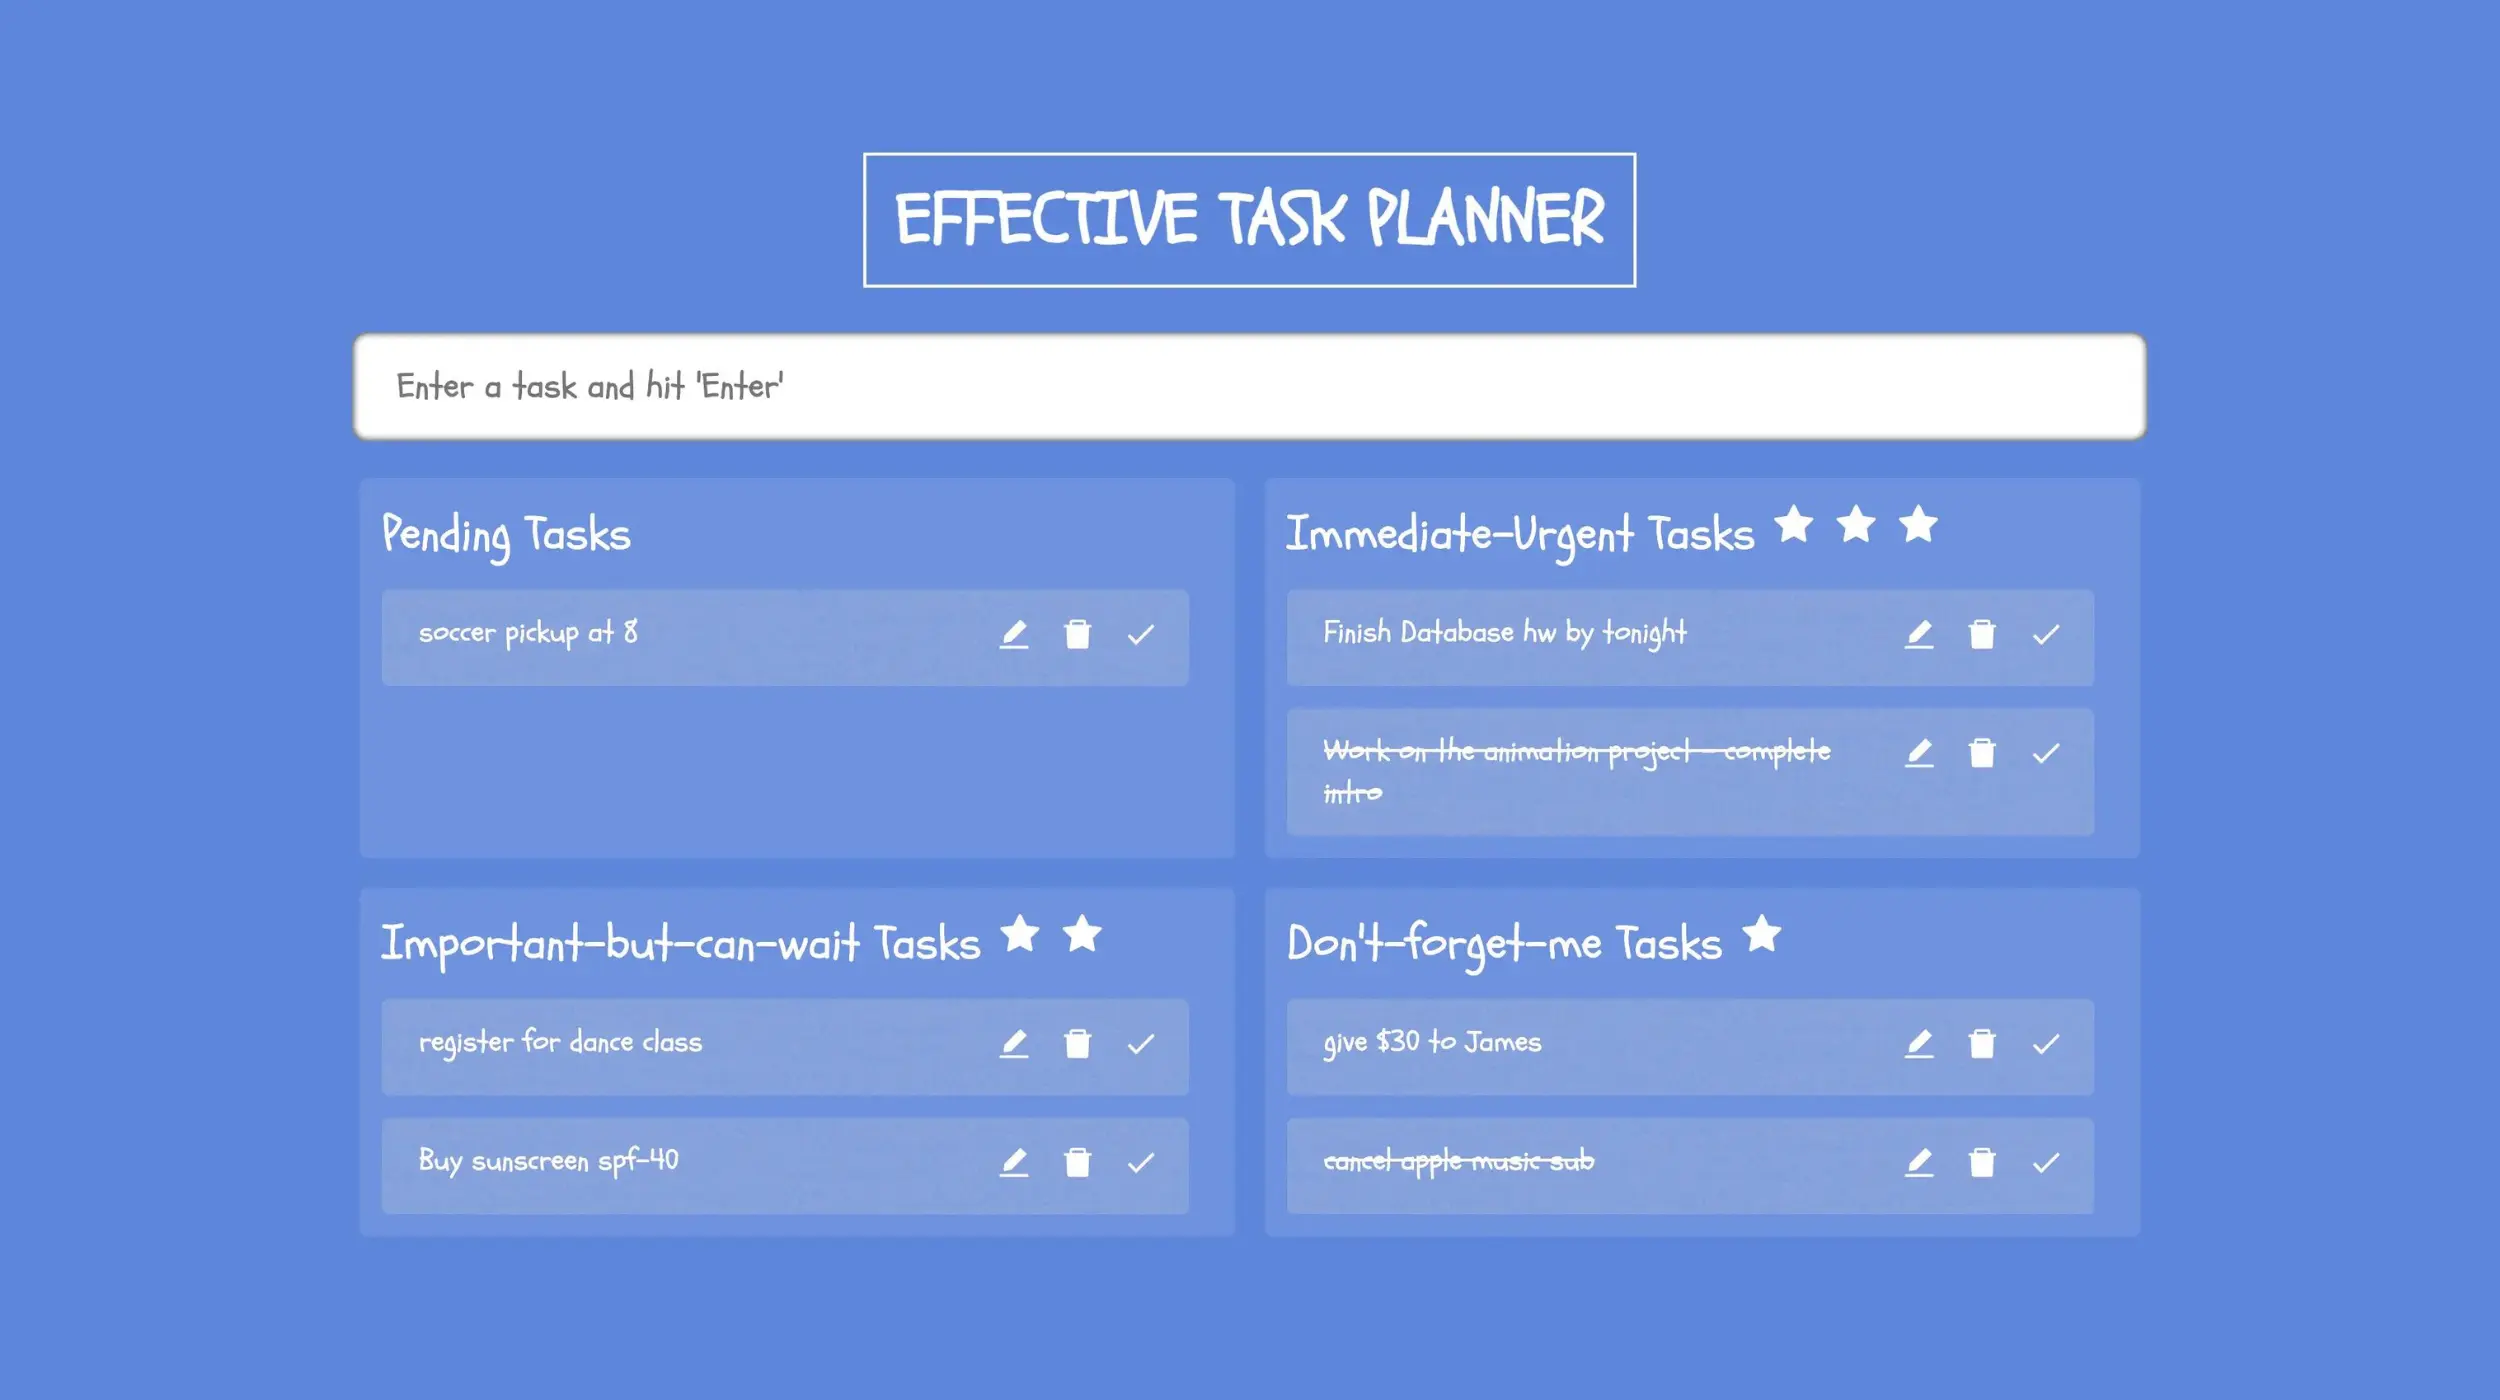 EFFECTIVE TASK PLANNER
Enter a task and hit 'Enter'
Pending Tasks
soccer pickup at 8
Immediate-Urgent Tasks
Finish Database hw by tonight
Work on the animation project - complete
intro
Important-but-can-wait Tasks
register for dance class
Buy sunscreen spf-40
Don't-forget-me Tasks
give $30 to James
cancel apple music sub